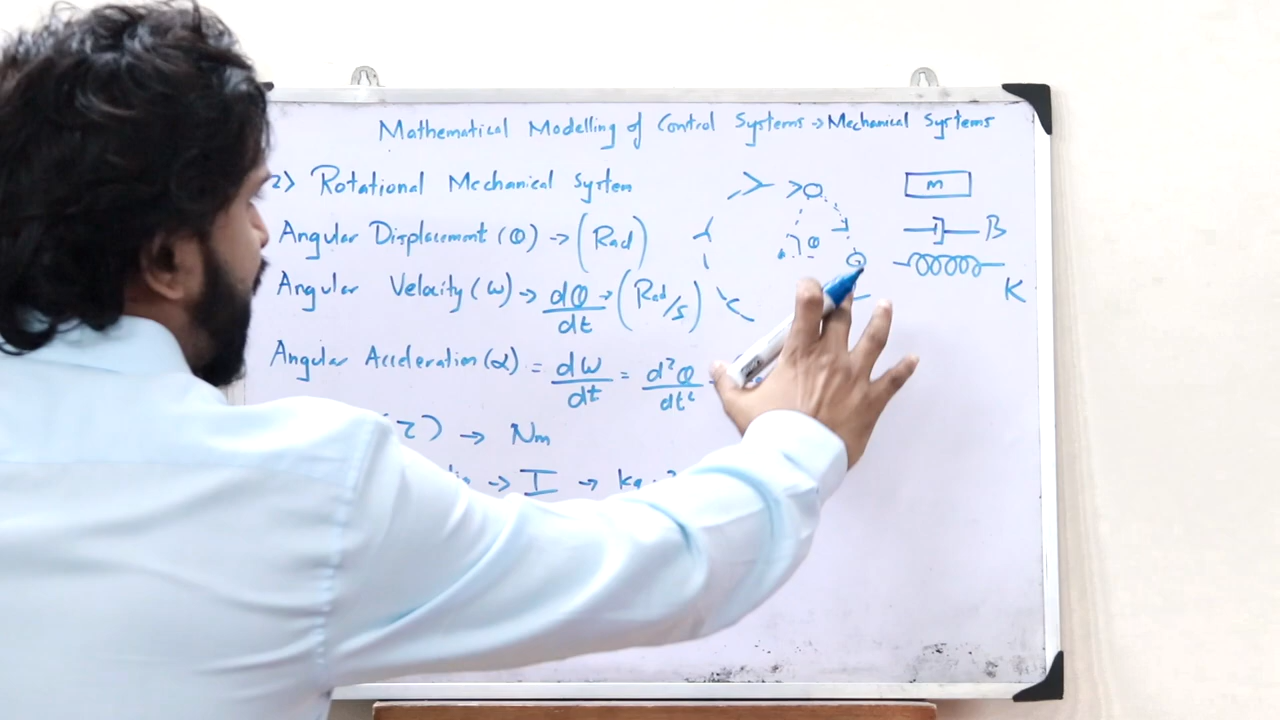 Mathematical Modelling of Control Systems → Mechanical Systems
2) Rotational Mechanical System
Angular Displacement (θ) → (Rad)
Angular Velocity (ω) → dθ/dt → (Rad/s)
Angular Acceleration (α) = dω/dt = d²θ/dt²
τ) → Nm
→ I →
θ
m
B
K